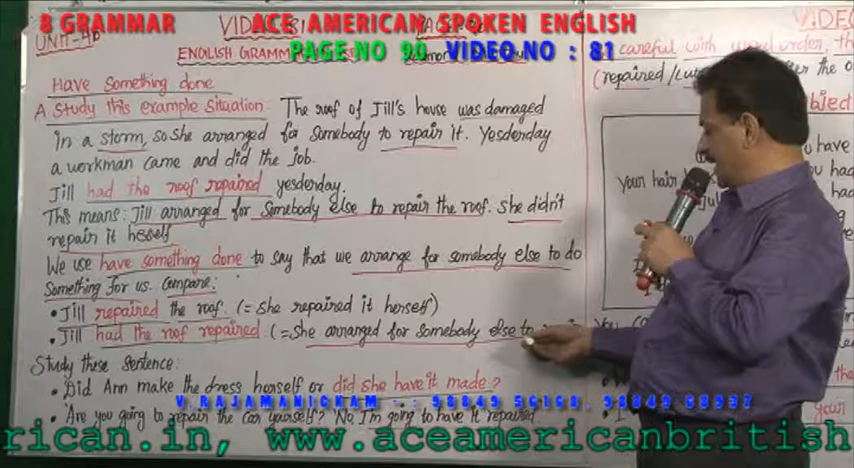 8 GRAMMAR
ACE AMERICAN SPOKEN ENGLISH
PAGE NO 90 VIDEO.NO : 81
UNIT-46
ENGLISH GRAMM
Have Something done
A Study this example Situation: The roof of Jill's house was damaged
in a storm, so she arranged for somebody to repair it. Yesterday
a workman came and did the job.
Jill had the roof repaired yesterday.
This means: Jill arranged for somebody else to repair the roof. She didn't
repair it heself
We use have something done to say that we arrange for somebody else to do
Something for us. Compare:
• Jill repaired the roof. (= She repaired it herself)
• Jill had the roof repaired (= She arranged for somebody else to
Study these Sentence:
• Did Ann make the dress herself or did she have it made?
• Are you going to repair the car yourself? No, I'm going to have it repaired.
careful with word order,
(repaired/cut
your hair
V.RAJAMANICKAM
rican.in, www.aceamericanbritish